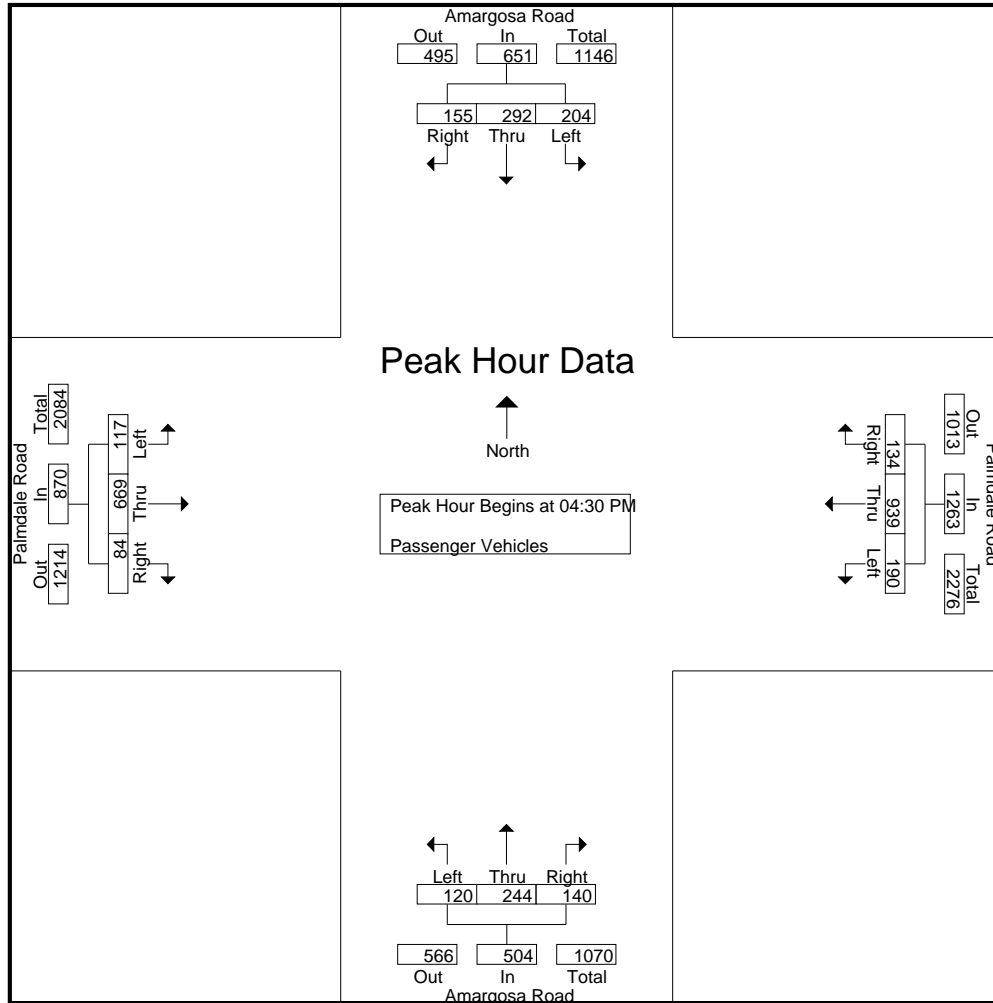 Amargosa Road
Out In Total
495 651 1146
155 292 204
Right Thru Left
Peak Hour Data
North
Peak Hour Begins at 04:30 PM
Passenger Vehicles
Palmdale Road
Total In Out
2084 870 1214
117 669 84
Left Thru Right
Palmdale Road
Out In Total
1013 1263 2276
134 939 190
Right Thru Left
Left Thru Right
120 244 140
566 504 1070
Out In Total
Amargosa Road